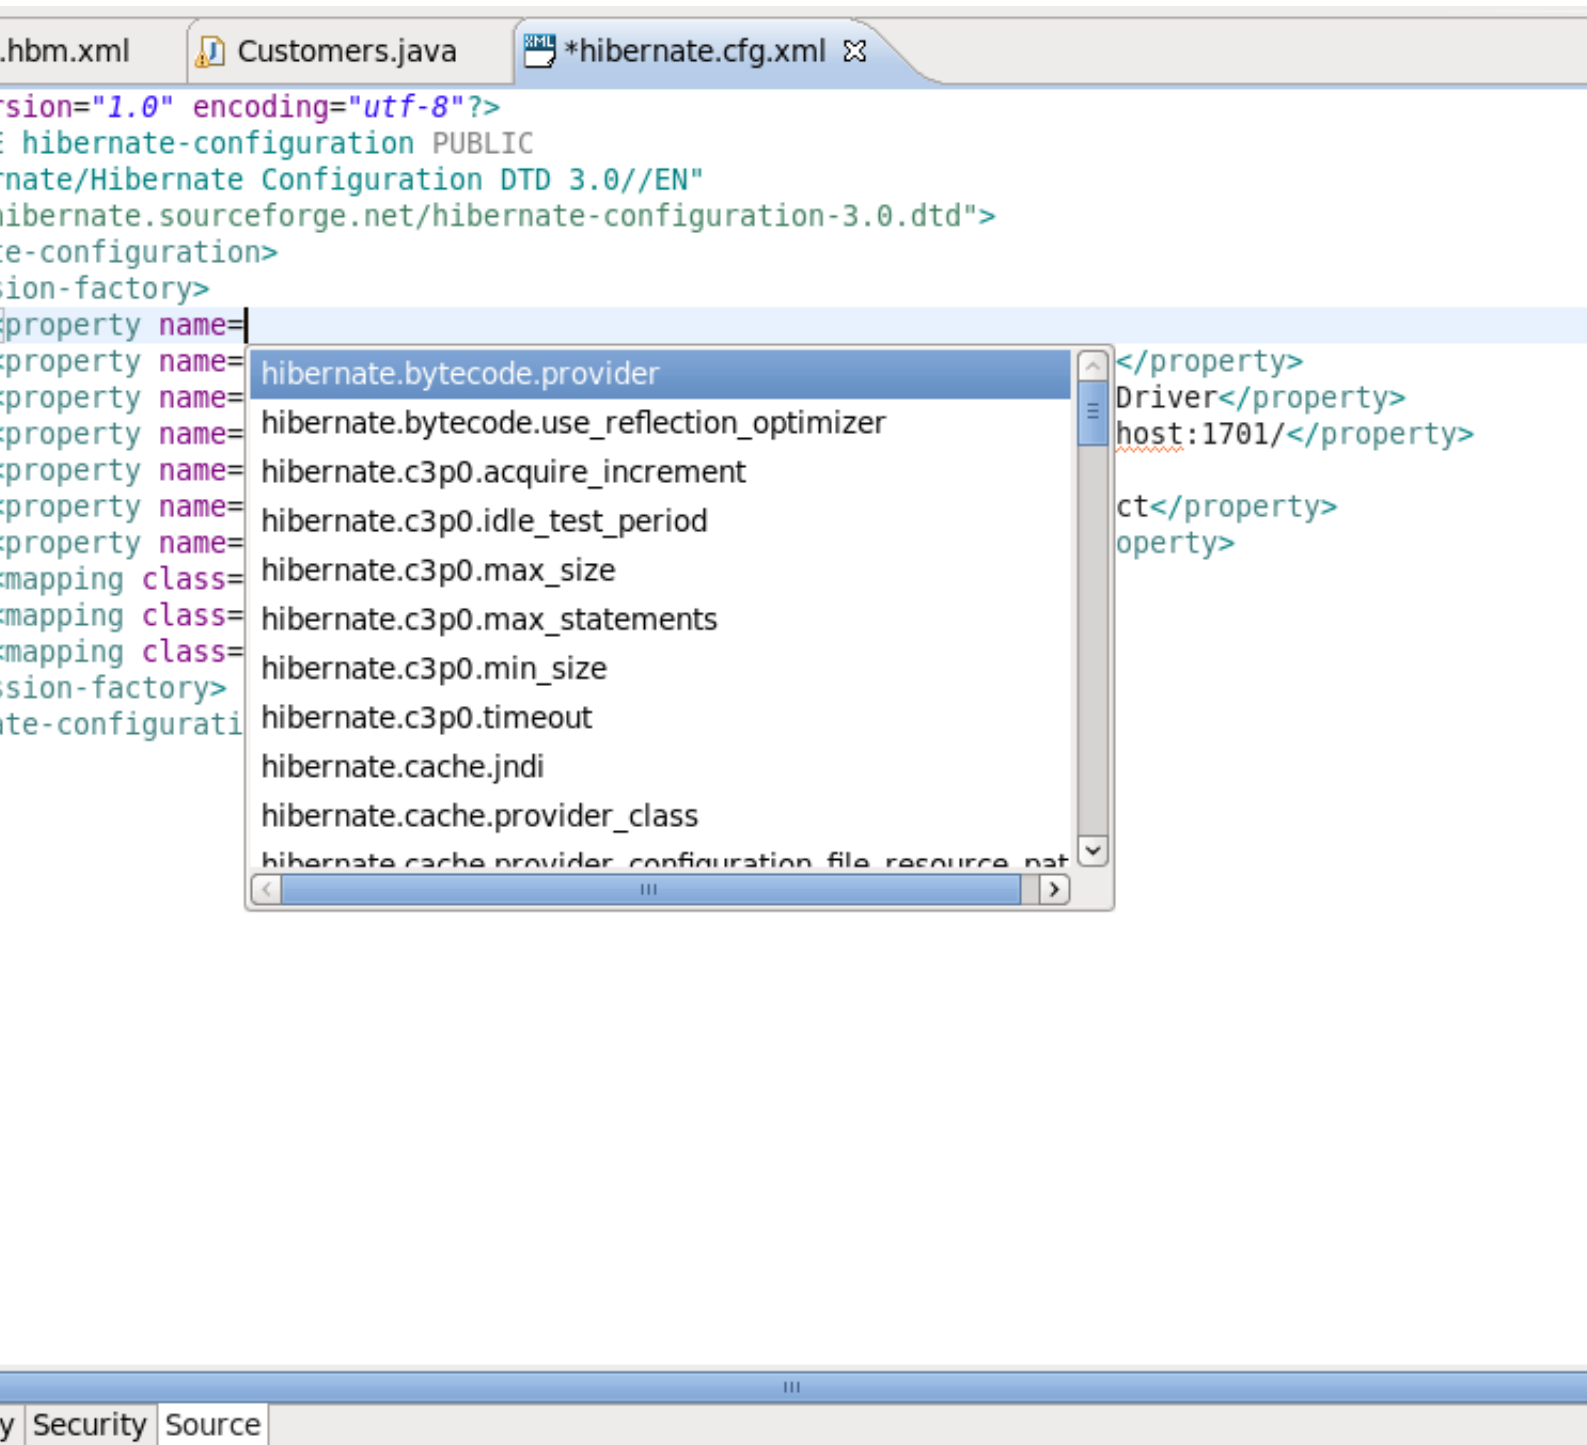 .hbm.xml Customers.java *hibernate.cfg.xml
rsion="1.0" encoding="utf-8"?>
E hibernate-configuration PUBLIC
rnate/Hibernate Configuration DTD 3.0//EN"
hibernate.sourceforge.net/hibernate-configuration-3.0.dtd">
te-configuration>
sion-factory>
<property name=
<property name= </property>
<property name= Driver</property>
<property name= host:1701/</property>
<property name=
<property name= ct</property>
<property name= operty>
<mapping class=
<mapping class=
<mapping class=
ssion-factory>
ate-configurati
hibernate.bytecode.provider
hibernate.bytecode.use_reflection_optimizer
hibernate.c3p0.acquire_increment
hibernate.c3p0.idle_test_period
hibernate.c3p0.max_size
hibernate.c3p0.max_statements
hibernate.c3p0.min_size
hibernate.c3p0.timeout
hibernate.cache.jndi
hibernate.cache.provider_class
hibernate.cache.provider_configuration_file_resource_pat
y Security Source